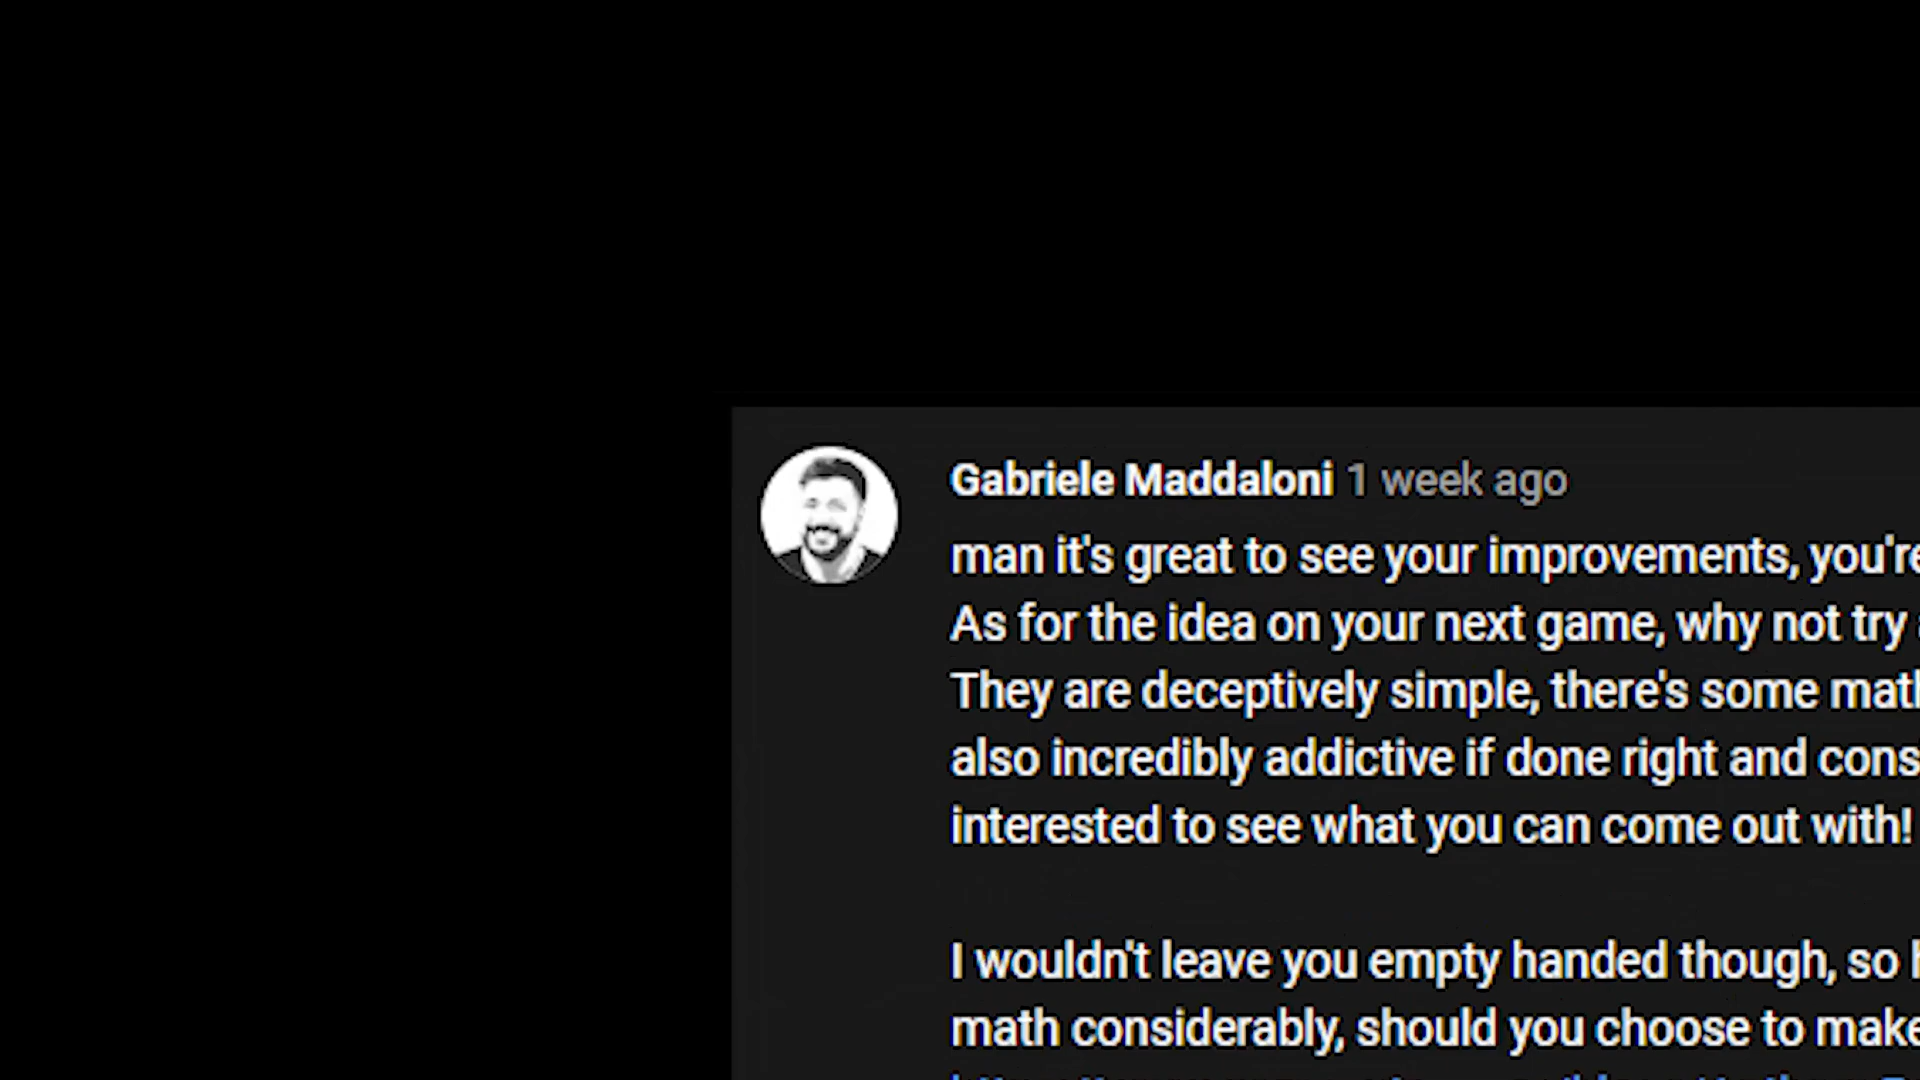 Gabriele Maddaloni 1 week ago
man it's great to see your improvements, you're
As for the idea on your next game, why not try
They are deceptively simple, there's some math
also incredibly addictive if done right and cons
interested to see what you can come out with!
I wouldn't leave you empty handed though, so h
math considerably, should you choose to make